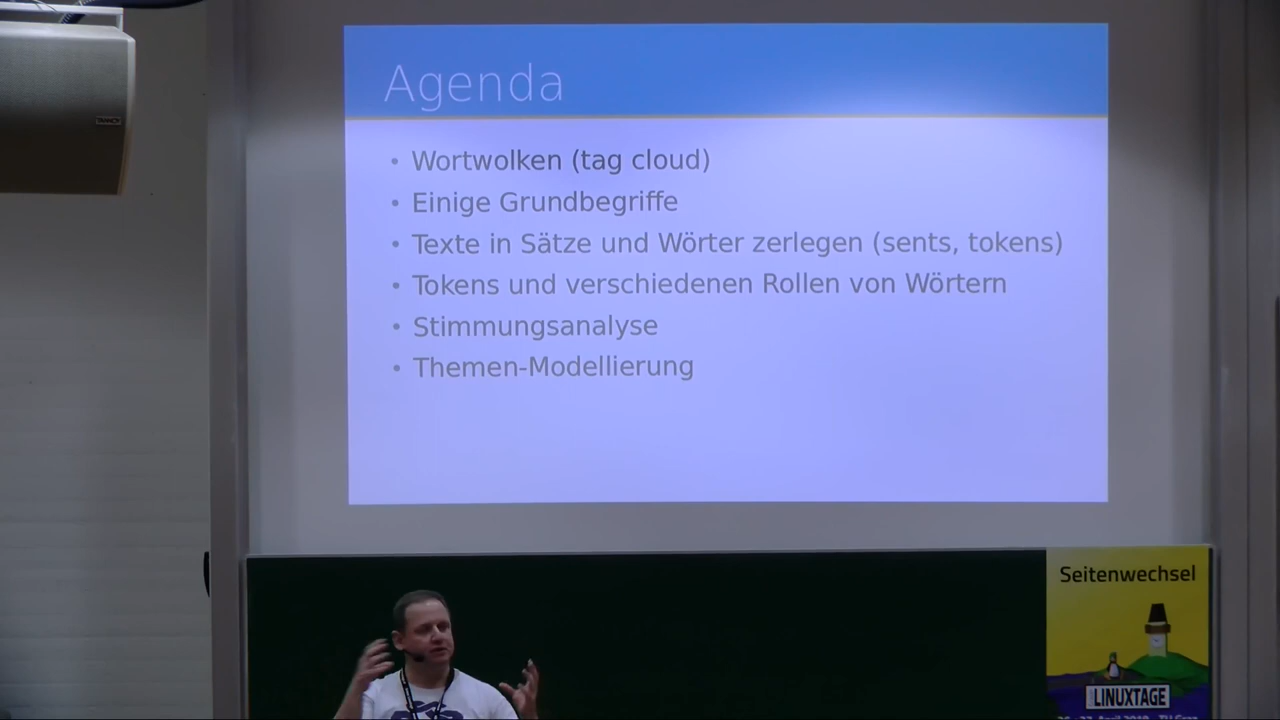 Agenda
• Wortwolken (tag cloud)
• Einige Grundbegriffe
• Texte in Sätze und Wörter zerlegen (sents, tokens)
• Tokens und verschiedenen Rollen von Wörtern
• Stimmungsanalyse
• Themen-Modellierung
TANNOY
Seitenwechsel
LINUXTAGE